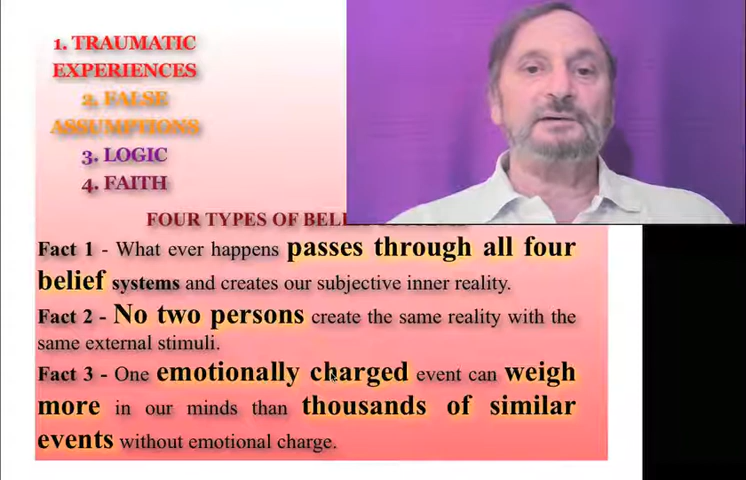 1. TRAUMATIC
EXPERIENCES
2. FALSE
ASSUMPTIONS
3. LOGIC
4. FAITH
FOUR TYPES OF
Fact 1 - What ever happens passes through all four
belief systems and creates our subjective inner reality.
Fact 2 - No two persons create the same reality with the
same external stimuli.
Fact 3 - One emotionally charged event can weigh
more in our minds than thousands of similar
events without emotional charge.